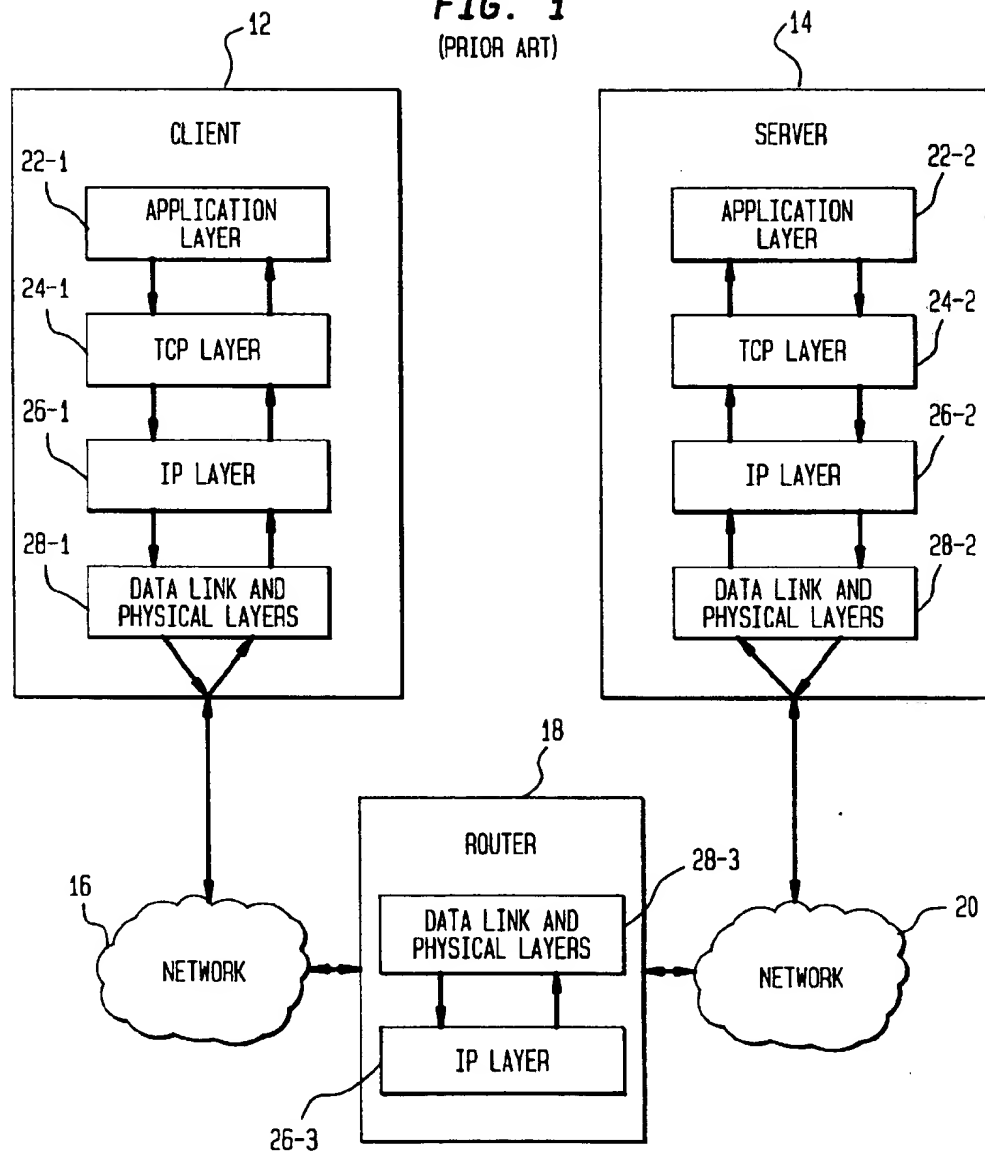 FIG. 1
(PRIOR ART)
12
14
CLIENT
SERVER
22-1
APPLICATION
LAYER
22-2
APPLICATION
LAYER
24-1
TCP LAYER
24-2
TCP LAYER
26-1
IP LAYER
26-2
IP LAYER
28-1
DATA LINK AND
PHYSICAL LAYERS
28-2
DATA LINK AND
PHYSICAL LAYERS
18
ROUTER
28-3
DATA LINK AND
PHYSICAL LAYERS
16
NETWORK
20
NETWORK
IP LAYER
26-3